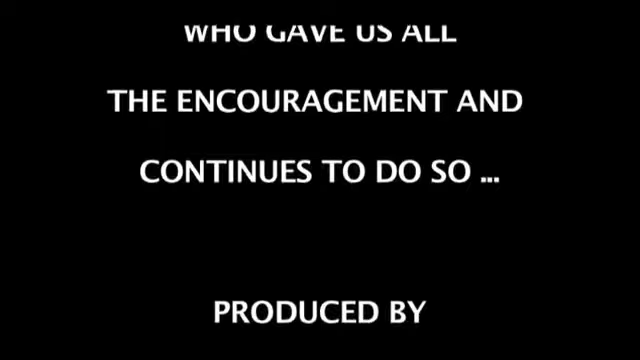 WHO GAVE US ALL
THE ENCOURAGEMENT AND
CONTINUES TO DO SO ...
PRODUCED BY